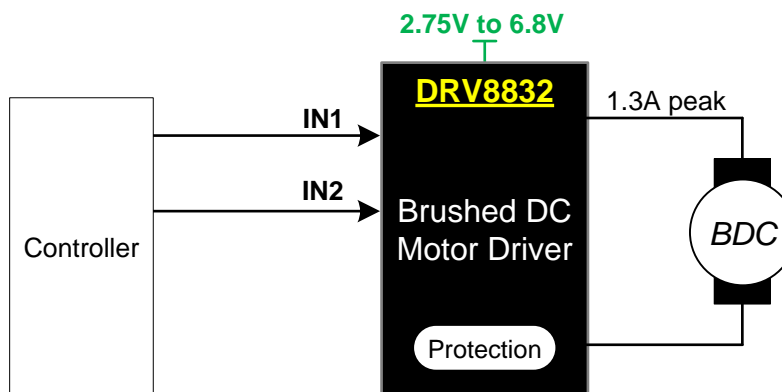 2.75V to 6.8V
DRV8832
1.3A peak
IN1
IN2
Controller
Brushed DC
Motor Driver
BDC
Protection